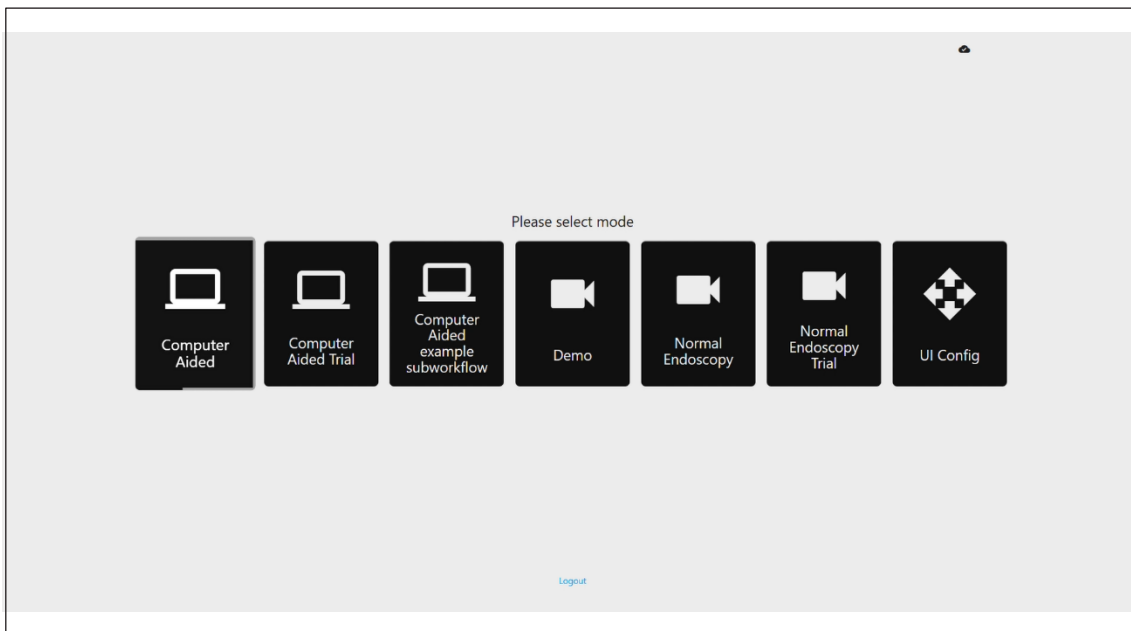 Please select mode
Computer
Aided
Computer
Aided Trial
Computer
Aided
example
subworkflow
Demo
Normal
Endoscopy
Normal
Endoscopy
Trial
UI Config
Logout